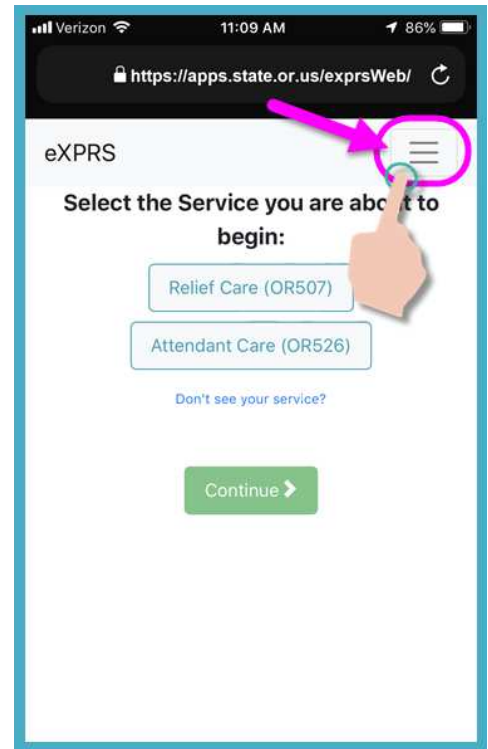 Verizon 11:09 AM 86%
https://apps.state.or.us/exprsWeb/
eXPRS
Select the Service you are about to
begin:
Relief Care (OR507)
Attendant Care (OR526)
Don't see your service?
Continue